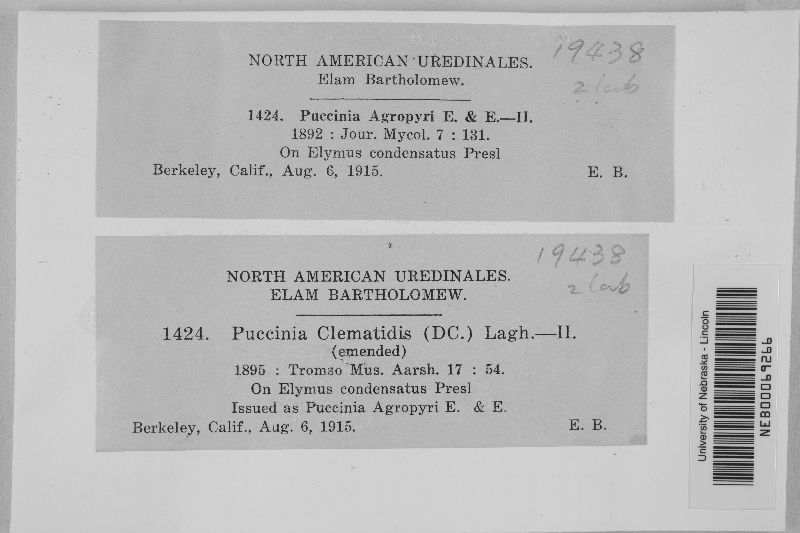 NORTH AMERICAN UREDINALES.
Elam Bartholomew.
19438
2 lab
1424. Puccinia Agropyri E. & E.—II.
1892 : Jour. Mycol. 7 : 131.
On Elymus condensatus Presl
Berkeley, Calif., Aug. 6, 1915. E. B.
NORTH AMERICAN UREDINALES.
ELAM BARTHOLOMEW.
19438
2 lab
1424. Puccinia Clematidis (DC.) Lagh.—II.
(emended)
1895 : Tromso Mus. Aarsh. 17 : 54.
On Elymus condensatus Presl
Issued as Puccinia Agropyri E. & E.
Berkeley, Calif., Aug. 6, 1915. E. B.
University of Nebraska - Lincoln
NEB00069266